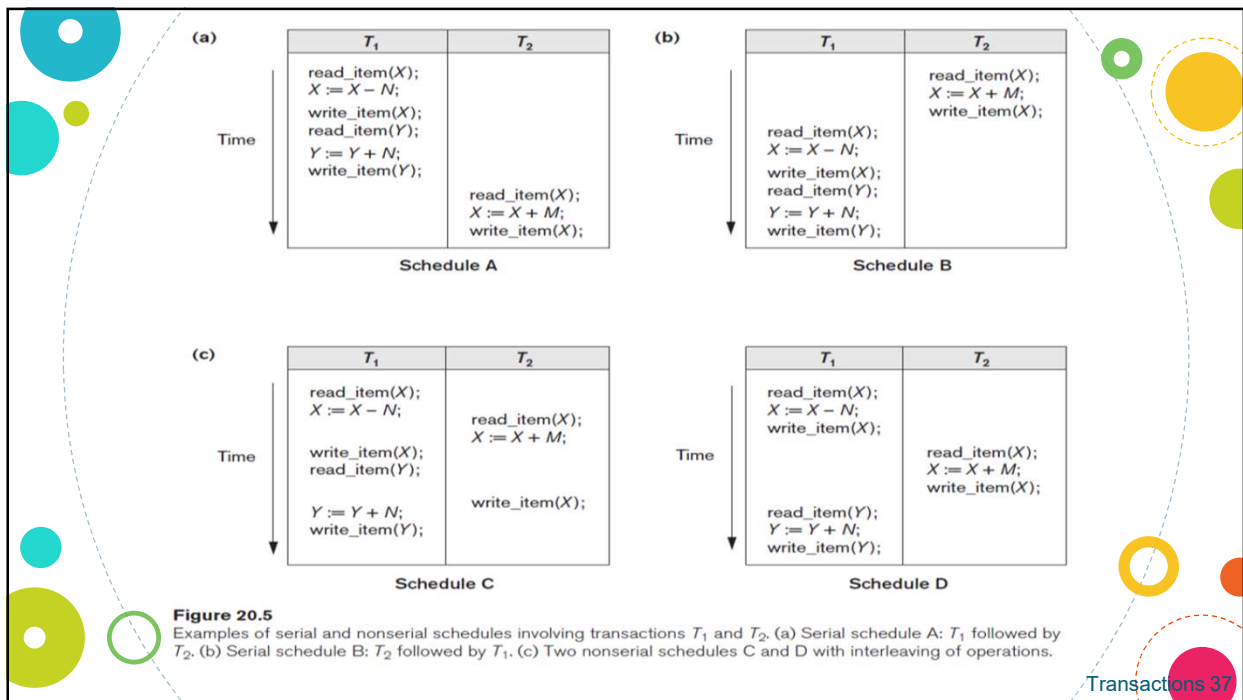 (a)
T1 T2
Time
read_item(X);
X := X – N;
write_item(X);
read_item(Y);
Y := Y + N;
write_item(Y);
read_item(X);
X := X + M;
write_item(X);
Schedule A
(b)
T1 T2
Time
read_item(X);
X := X + M;
write_item(X);
read_item(X);
X := X – N;
write_item(X);
read_item(Y);
Y := Y + N;
write_item(Y);
Schedule B
(c)
T1 T2
Time
read_item(X);
X := X – N;
read_item(X);
X := X + M;
write_item(X);
read_item(Y);
write_item(X);
Y := Y + N;
write_item(Y);
Schedule C
T1 T2
Time
read_item(X);
X := X – N;
write_item(X);
read_item(X);
X := X + M;
write_item(X);
read_item(Y);
Y := Y + N;
write_item(Y);
Schedule D
Figure 20.5
Examples of serial and nonserial schedules involving transactions T1 and T2. (a) Serial schedule A: T1 followed by
T2. (b) Serial schedule B: T2 followed by T1. (c) Two nonserial schedules C and D with interleaving of operations.
Transactions 37